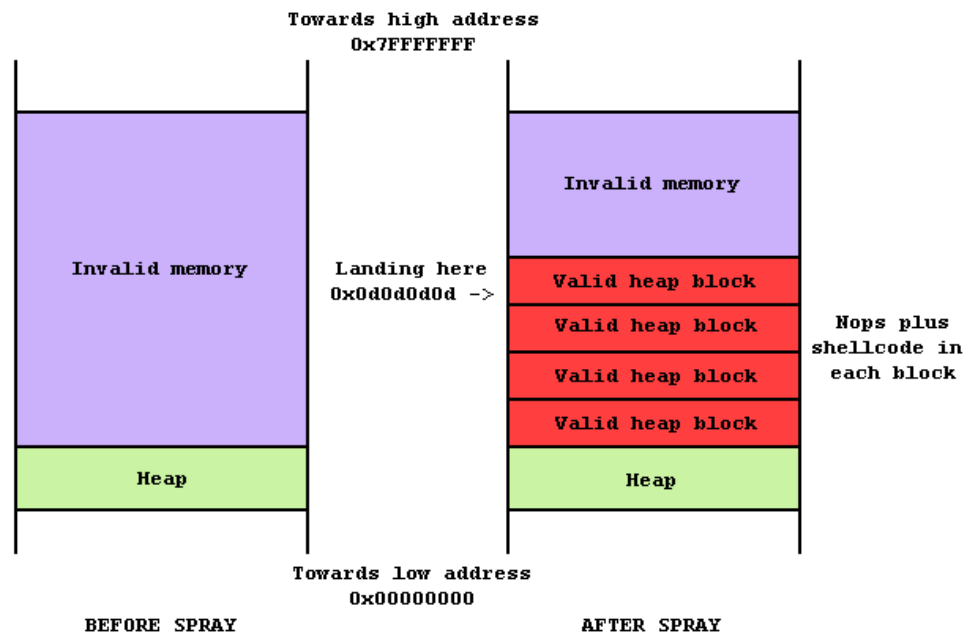 Towards high address
0x7FFFFFFF
Invalid memory
Heap
Landing here
0x0d0d0d0d ->
Invalid memory
Valid heap block
Valid heap block
Valid heap block
Valid heap block
Heap
Nops plus
shellcode in
each block
Towards low address
0x00000000
BEFORE SPRAY
AFTER SPRAY